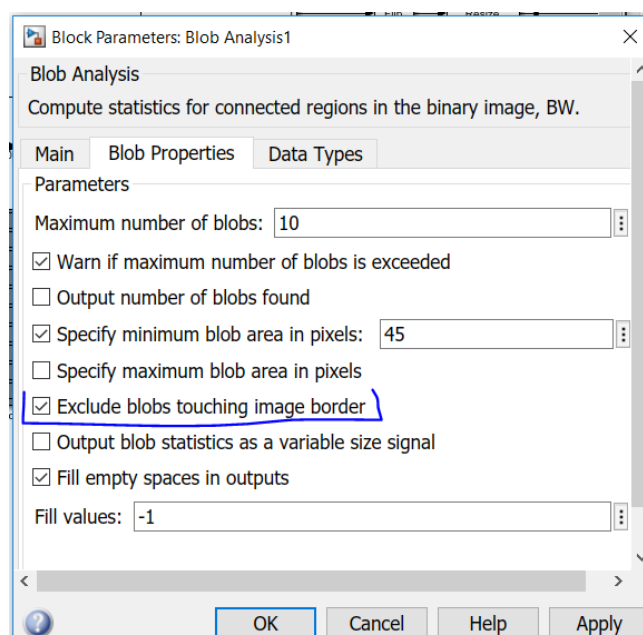 Flip Resize
Block Parameters: Blob Analysis1
Blob Analysis
Compute statistics for connected regions in the binary image, BW.
Main Blob Properties Data Types
Parameters
Maximum number of blobs: 10
Warn if maximum number of blobs is exceeded
Output number of blobs found
Specify minimum blob area in pixels: 45
Specify maximum blob area in pixels
Exclude blobs touching image border
Output blob statistics as a variable size signal
Fill empty spaces in outputs
Fill values: -1
OK Cancel Help Apply